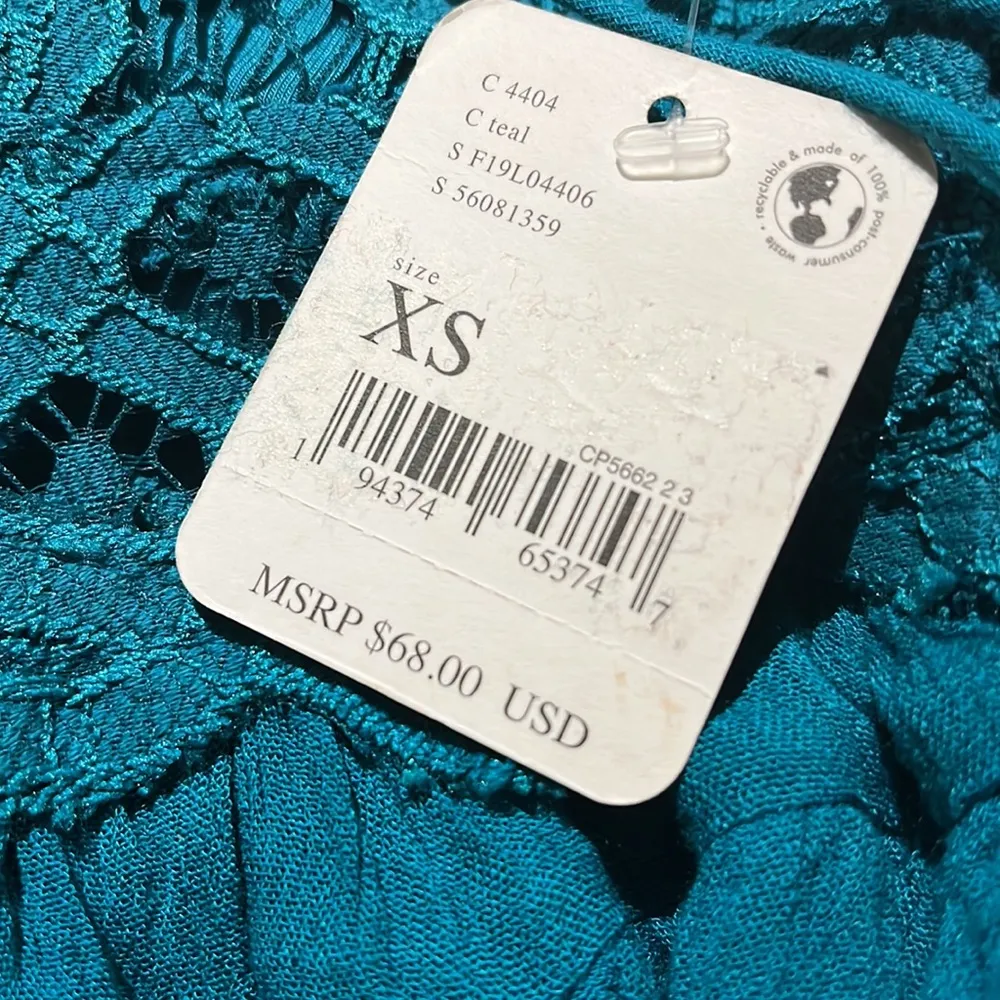 C 4404
C teal
S F19L04406
S 56081359
recyclable & made of 100% post-consumer waste •
size
XS
CP5662 2 3
1 94374 65374 7
MSRP $68.00 USD